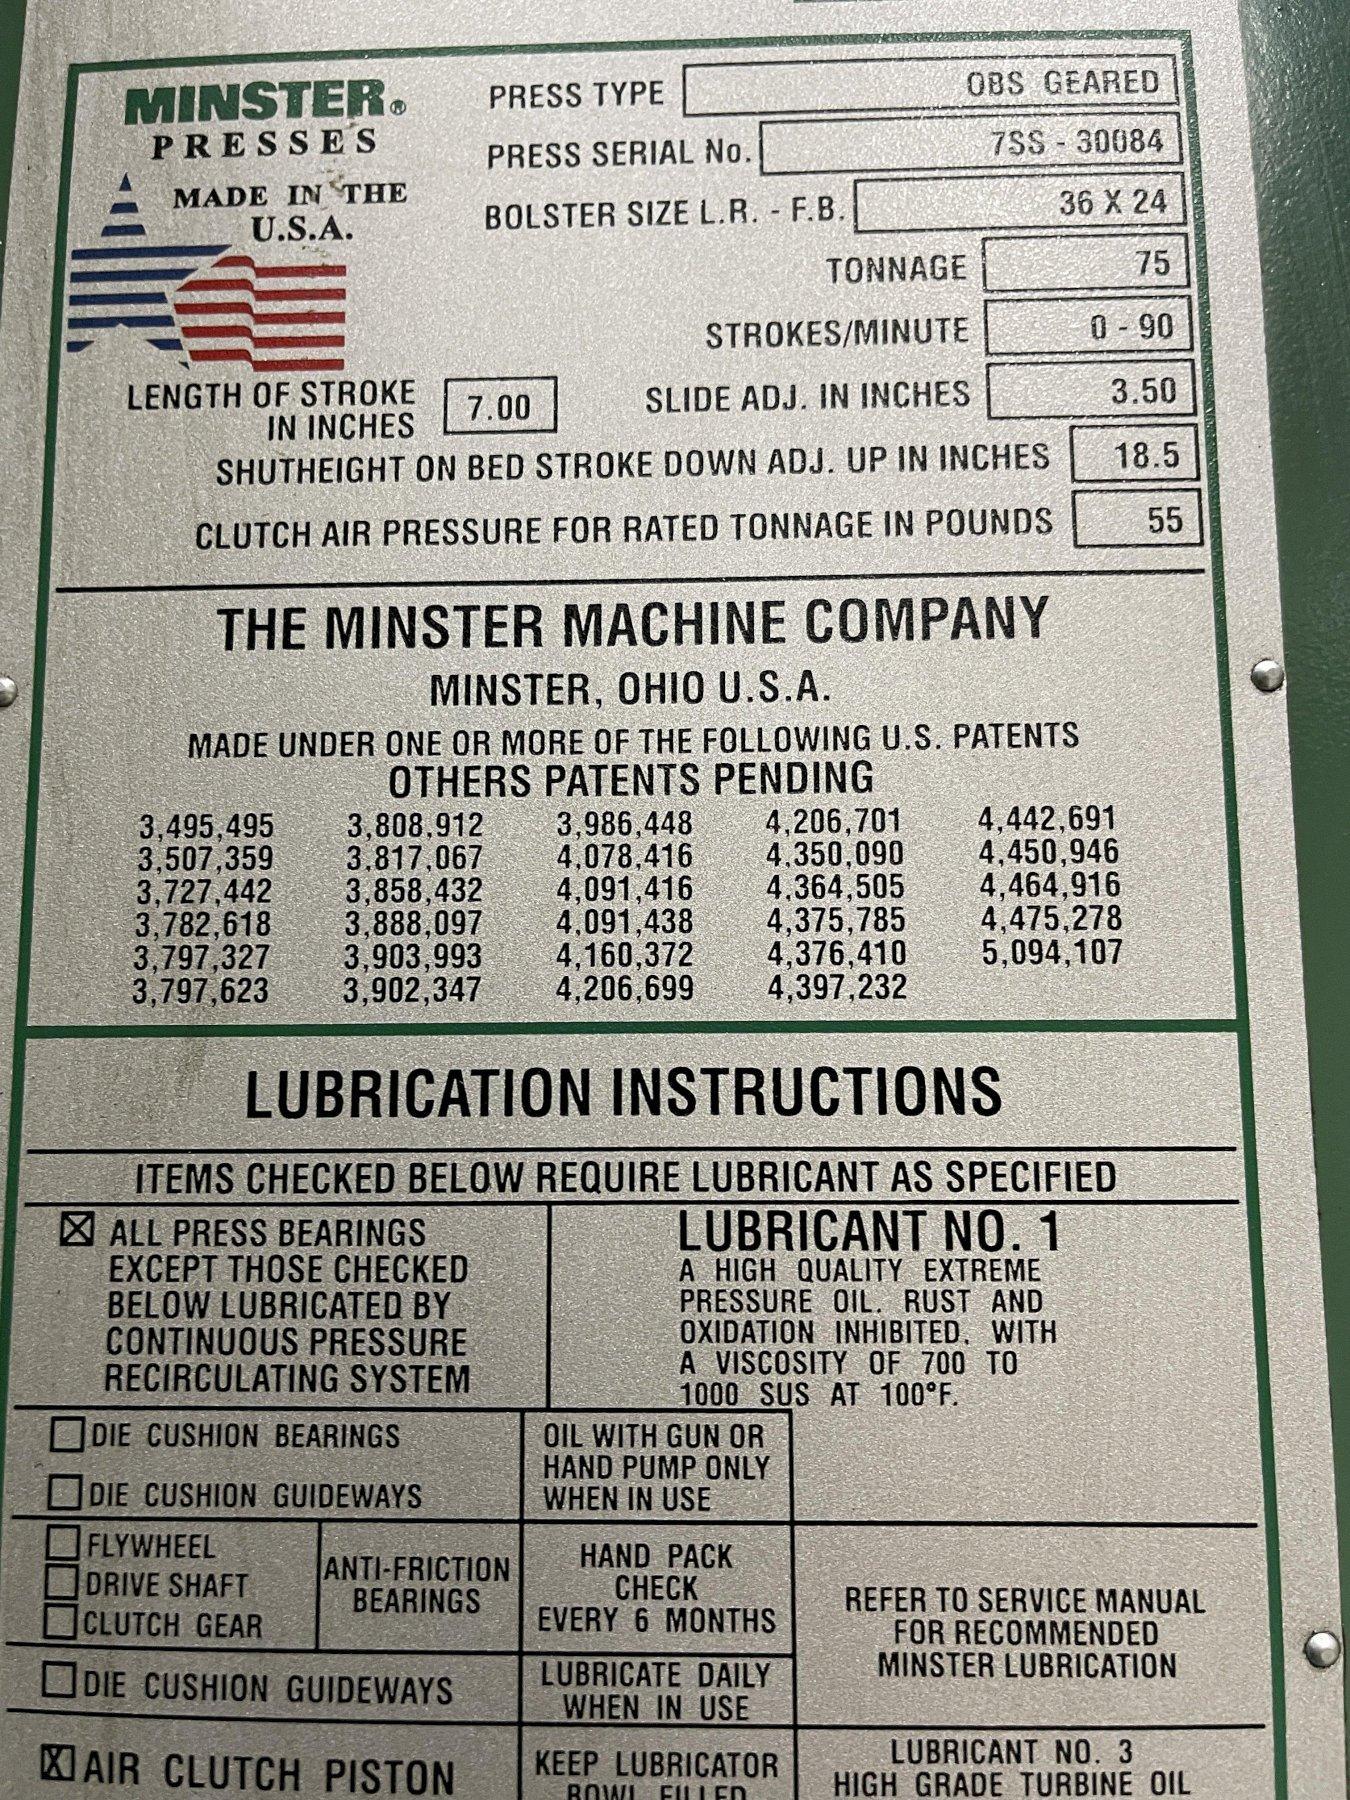 MINSTER®
PRESSES
MADE IN THE
U.S.A.
PRESS TYPE OBS GEARED
PRESS SERIAL No. 7SS - 30084
BOLSTER SIZE L.R. - F.B. 36 X 24
TONNAGE 75
STROKES/MINUTE 0 - 90
LENGTH OF STROKE
IN INCHES 7.00
SLIDE ADJ. IN INCHES 3.50
SHUTHEIGHT ON BED STROKE DOWN ADJ. UP IN INCHES 18.5
CLUTCH AIR PRESSURE FOR RATED TONNAGE IN POUNDS 55
THE MINSTER MACHINE COMPANY
MINSTER, OHIO U.S.A.
MADE UNDER ONE OR MORE OF THE FOLLOWING U.S. PATENTS
OTHERS PATENTS PENDING
3,495,495 3,808,912 3,986,448 4,206,701 4,442,691
3,507,359 3,817,067 4,078,416 4,350,090 4,450,946
3,727,442 3,858,432 4,091,416 4,364,505 4,464,916
3,782,618 3,888,097 4,091,438 4,375,785 4,475,278
3,797,327 3,903,993 4,160,372 4,376,410 5,094,107
3,797,623 3,902,347 4,206,699 4,397,232
LUBRICATION INSTRUCTIONS
ITEMS CHECKED BELOW REQUIRE LUBRICANT AS SPECIFIED
☒ ALL PRESS BEARINGS
EXCEPT THOSE CHECKED
BELOW LUBRICATED BY
CONTINUOUS PRESSURE
RECIRCULATING SYSTEM
LUBRICANT NO. 1
A HIGH QUALITY EXTREME
PRESSURE OIL. RUST AND
OXIDATION INHIBITED, WITH
A VISCOSITY OF 700 TO
1000 SUS AT 100°F.
☐ DIE CUSHION BEARINGS
☐ DIE CUSHION GUIDEWAYS
OIL WITH GUN OR
HAND PUMP ONLY
WHEN IN USE
☐ FLYWHEEL
☐ DRIVE SHAFT
☐ CLUTCH GEAR
ANTI-FRICTION
BEARINGS
HAND PACK
CHECK
EVERY 6 MONTHS
REFER TO SERVICE MANUAL
FOR RECOMMENDED
MINSTER LUBRICATION
☐ DIE CUSHION GUIDEWAYS
LUBRICATE DAILY
WHEN IN USE
☒ AIR CLUTCH PISTON
KEEP LUBRICATOR
BOWL FILLED
LUBRICANT NO. 3
HIGH GRADE TURBINE OIL